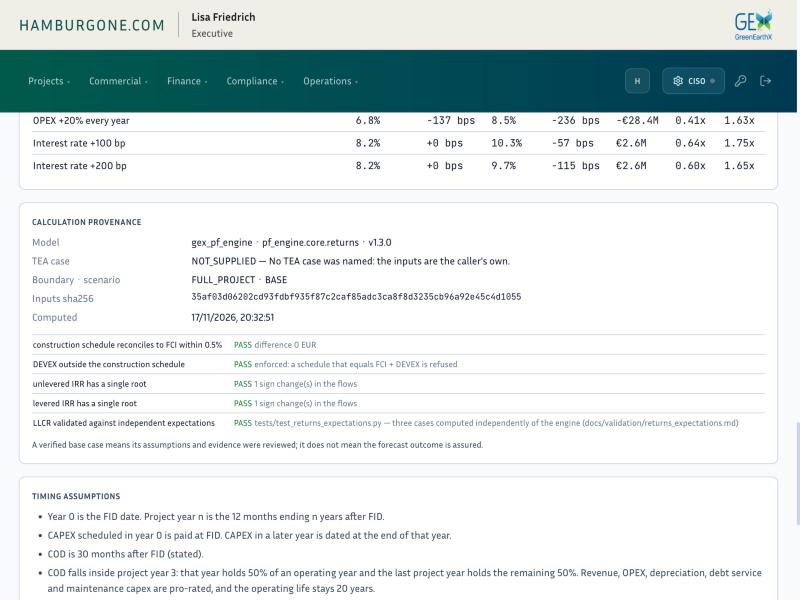 HAMBURGONE.COM
Lisa Friedrich
Executive
GEX
GreenEarthX
Projects Commercial Finance Compliance Operations
H CISO
OPEX +20% every year 6.8% -137 bps 8.5% -236 bps -€28.4M 0.41x 1.63x
Interest rate +100 bp 8.2% +0 bps 10.3% -57 bps €2.6M 0.64x 1.75x
Interest rate +200 bp 8.2% +0 bps 9.7% -115 bps €2.6M 0.60x 1.65x
CALCULATION PROVENANCE
Model gex_pf_engine · pf_engine.core.returns · v1.3.0
TEA case NOT_SUPPLIED — No TEA case was named: the inputs are the caller's own.
Boundary · scenario FULL_PROJECT · BASE
Inputs sha256 35af03d06202cd93fdbf935f87c2caf85adc3ca8f8d3235cb96a92e45c4d1055
Computed 17/11/2026, 20:32:51
construction schedule reconciles to FCI within 0.5% PASS difference 0 EUR
DEVEX outside the construction schedule PASS enforced: a schedule that equals FCI + DEVEX is refused
unlevered IRR has a single root PASS 1 sign change(s) in the flows
levered IRR has a single root PASS 1 sign change(s) in the flows
LLCR validated against independent expectations PASS tests/test_returns_expectations.py — three cases computed independently of the engine (docs/validation/returns_expectations.md)
A verified base case means its assumptions and evidence were reviewed; it does not mean the forecast outcome is assured.
TIMING ASSUMPTIONS
• Year 0 is the FID date. Project year n is the 12 months ending n years after FID.
• CAPEX scheduled in year 0 is paid at FID. CAPEX in a later year is dated at the end of that year.
• COD is 30 months after FID (stated).
• COD falls inside project year 3: that year holds 50% of an operating year and the last project year holds the remaining 50%. Revenue, OPEX, depreciation, debt service
and maintenance capex are pro-rated, and the operating life stays 20 years.